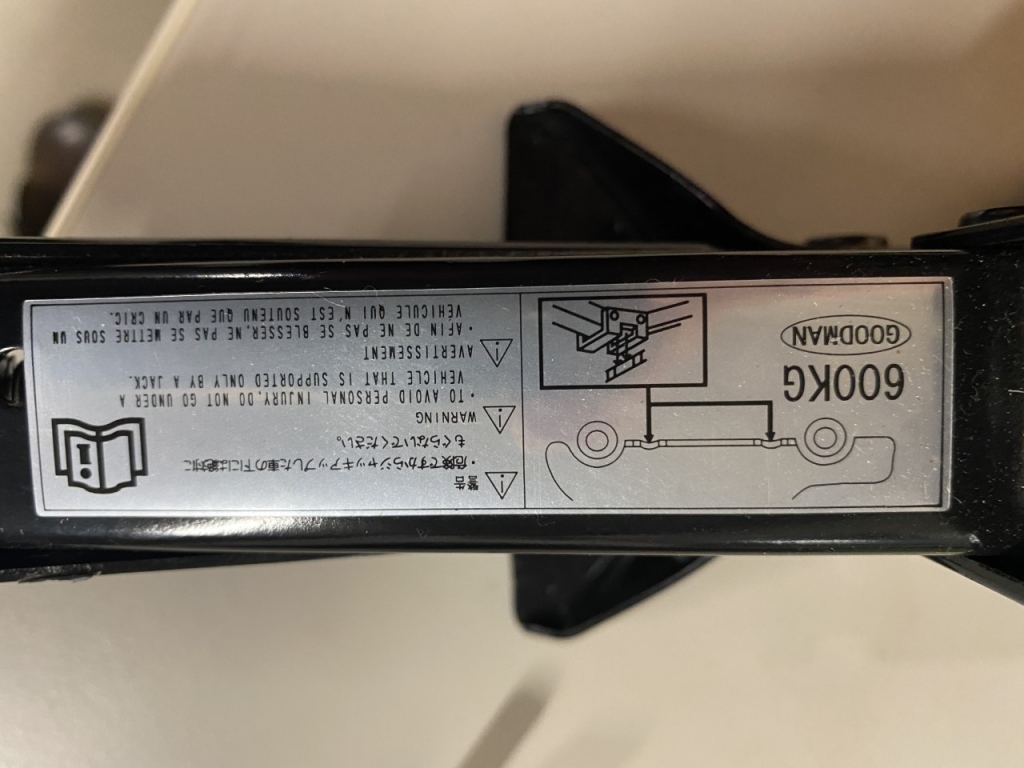 GOODMAN
600KG
警告
・危険ですからジャッキアップした車の下には絶対に
もぐらないでください。
WARNING
・TO AVOID PERSONAL INJURY, DO NOT GO UNDER A
VEHICLE THAT IS SUPPORTED ONLY BY A JACK.
AVERTISSEMENT
・AFIN DE NE PAS SE BLESSER, NE PAS SE METTRE SOUS UN
VEHICULE QUI N'EST SOUTENU QUE PAR UN CRIC.